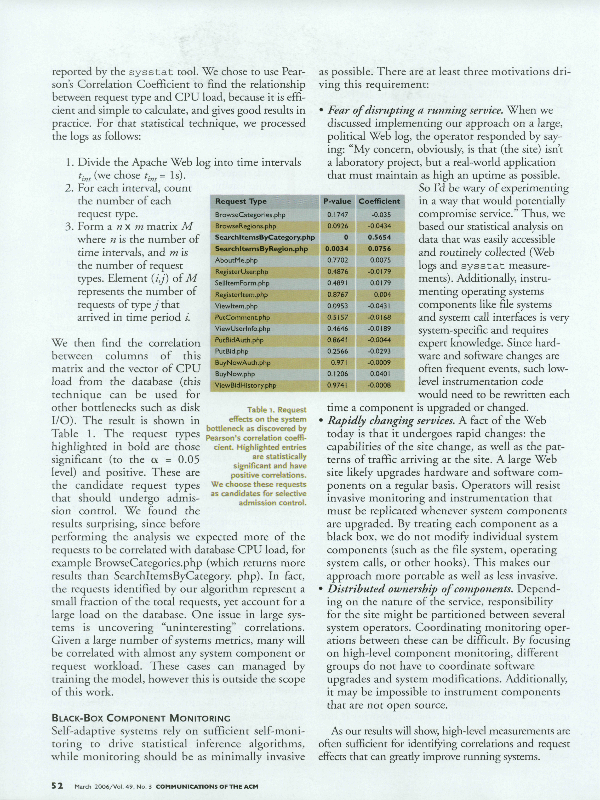 reported by the sysstat tool. We chose to use Pear-
son's Correlation Coefficient to find the relationship
between request type and CPU load, because it is effi-
cient and simple to calculate, and gives good results in
practice. For that statistical technique, we processed
the logs as follows:
1. Divide the Apache Web log into time intervals
tint (we chose tint = 1s).
2. For each interval, count
the number of each
request type.
3. Form a n x m matrix M
where n is the number of
time intervals, and m is
the number of request
types. Element (i,j) of M
represents the number of
requests of type j that
arrived in time period i.
We then find the correlation
between columns of this
matrix and the vector of CPU
load from the database (this
technique can be used for
other bottlenecks such as disk
I/O). The result is shown in
Table 1. The request types
highlighted in bold are those
significant (to the α = 0.05
level) and positive. These are
the candidate request types
that should undergo admis-
sion control. We found the
results surprising, since before
performing the analysis we expected more of the
requests to be correlated with database CPU load, for
example BrowseCategories.php (which returns more
results than SearchItemsByCategory. php). In fact,
the requests identified by our algorithm represent a
small fraction of the total requests, yet account for a
large load on the database. One issue in large sys-
tems is uncovering "uninteresting" correlations.
Given a large number of systems metrics, many will
be correlated with almost any system component or
request workload. These cases can managed by
training the model, however this is outside the scope
of this work.
BLACK-BOX COMPONENT MONITORING
Self-adaptive systems rely on sufficient self-moni-
toring to drive statistical inference algorithms,
while monitoring should be as minimally invasive
Request Type P-value Coefficient
BrowseCategories.php 0.1747 -0.035
BrowseRegions.php 0.0926 -0.0434
SearchItemsByCategory.php 0 0.5654
SearchItemsByRegion.php 0.0034 0.0756
AboutMe.php 0.7702 0.0075
RegisterUser.php 0.4876 -0.0179
SellItemForm.php 0.4891 0.0179
RegisterItem.php 0.8767 0.004
ViewItem.php 0.0953 -0.0431
PutComment.php 0.5157 -0.0168
ViewUserInfo.php 0.4646 -0.0189
PutBidAuth.php 0.8641 -0.0044
PutBid.php 0.2566 -0.0293
BuyNowAuth.php 0.971 -0.0009
BuyNow.php 0.1206 0.0401
ViewBidHistory.php 0.9741 -0.0008
Table 1. Request
effects on the system
bottleneck as discovered by
Pearson's correlation coeffi-
cient. Highlighted entries
are statistically
significant and have
positive correlations.
We choose these requests
as candidates for selective
admission control.
as possible. There are at least three motivations dri-
ving this requirement:
• Fear of disrupting a running service. When we
discussed implementing our approach on a large,
political Web log, the operator responded by say-
ing: "My concern, obviously, is that (the site) isn't
a laboratory project, but a real-world application
that must maintain as high an uptime as possible.
So I'd be wary of experimenting
in a way that would potentially
compromise service." Thus, we
based our statistical analysis on
data that was easily accessible
and routinely collected (Web
logs and sysstat measure-
ments). Additionally, instru-
menting operating systems
components like file systems
and system call interfaces is very
system-specific and requires
expert knowledge. Since hard-
ware and software changes are
often frequent events, such low-
level instrumentation code
would need to be rewritten each
time a component is upgraded or changed.
• Rapidly changing services. A fact of the Web
today is that it undergoes rapid changes: the
capabilities of the site change, as well as the pat-
terns of traffic arriving at the site. A large Web
site likely upgrades hardware and software com-
ponents on a regular basis. Operators will resist
invasive monitoring and instrumentation that
must be replicated whenever system components
are upgraded. By treating each component as a
black box, we do not modify individual system
components (such as the file system, operating
system calls, or other hooks). This makes our
approach more portable as well as less invasive.
• Distributed ownership of components. Depend-
ing on the nature of the service, responsibility
for the site might be partitioned between several
system operators. Coordinating monitoring oper-
ations between these can be difficult. By focusing
on high-level component monitoring, different
groups do not have to coordinate software
upgrades and system modifications. Additionally,
it may be impossible to instrument components
that are not open source.
As our results will show, high-level measurements are
often sufficient for identifying correlations and request
effects that can greatly improve running systems.
52 March 2006/Vol. 49, No. 3 COMMUNICATIONS OF THE ACM